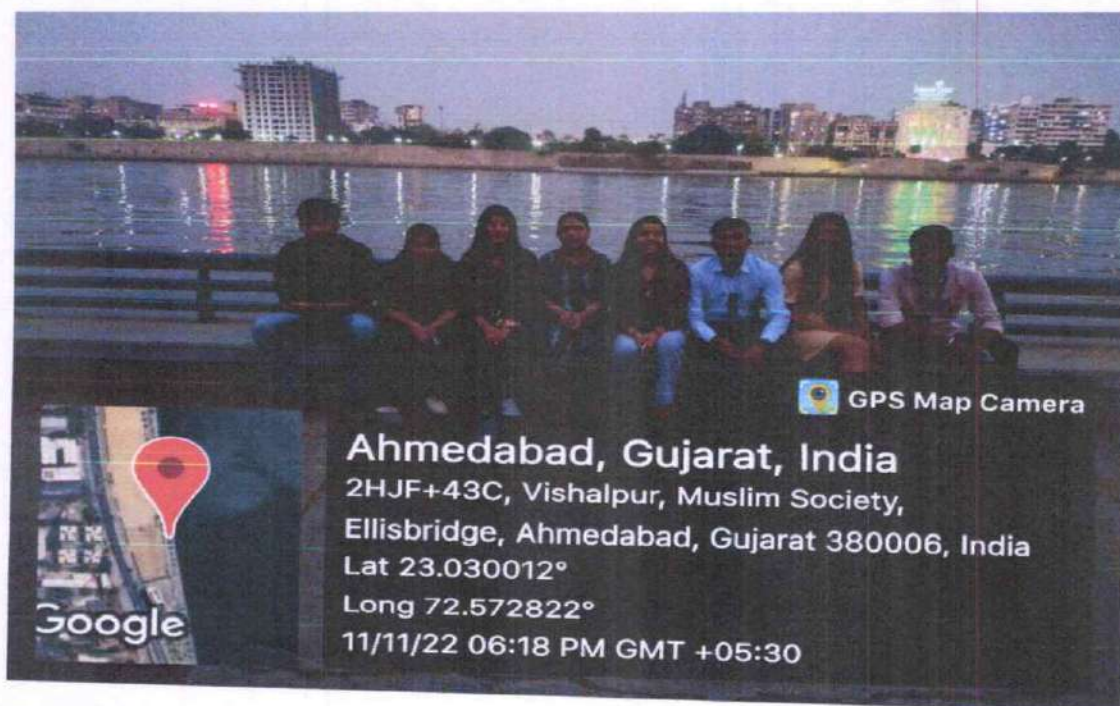 GPS Map Camera
Ahmedabad, Gujarat, India
2HJF+43C, Vishalpur, Muslim Society,
Ellisbridge, Ahmedabad, Gujarat 380006, India
Lat 23.030012°
Long 72.572822°
11/11/22 06:18 PM GMT +05:30
Google